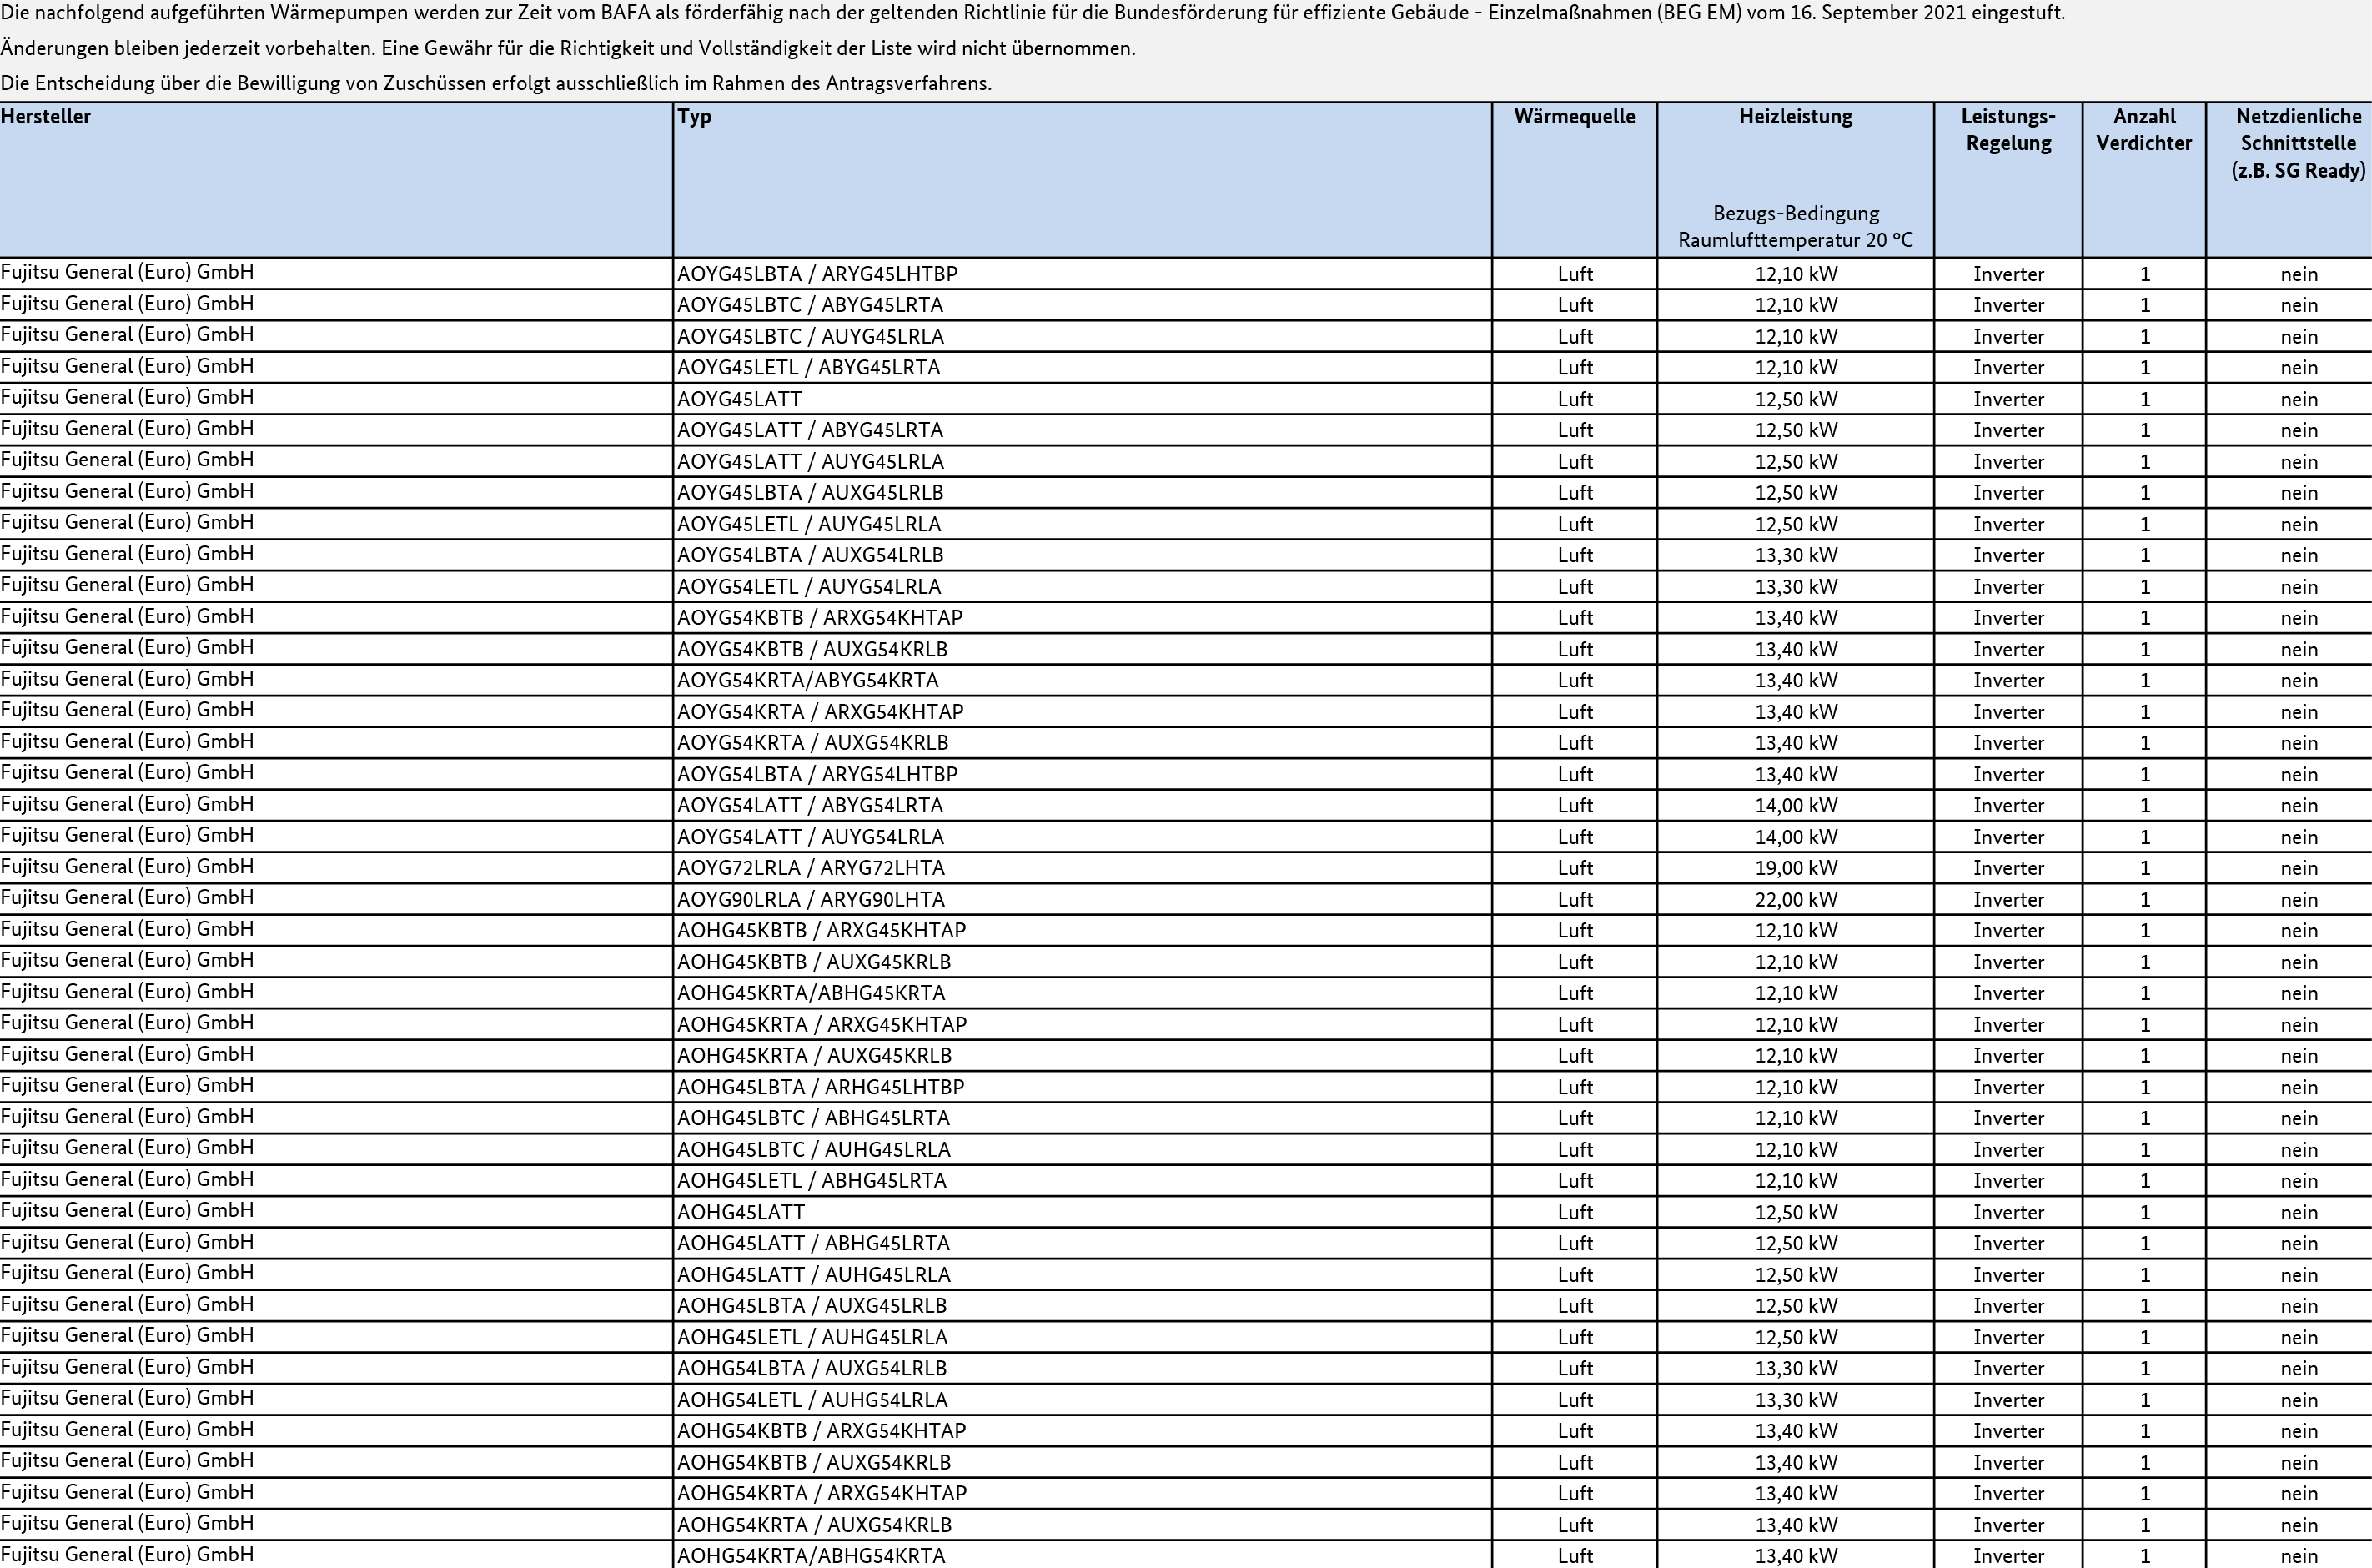 Die nachfolgend aufgeführten Wärmepumpen werden zur Zeit vom BAFA als förderfähig nach der geltenden Richtlinie für die Bundesförderung für effiziente Gebäude - Einzelmaßnahmen (BEG EM) vom 16. September 2021 eingestuft.
Änderungen bleiben jederzeit vorbehalten. Eine Gewähr für die Richtigkeit und Vollständigkeit der Liste wird nicht übernommen.
Die Entscheidung über die Bewilligung von Zuschüssen erfolgt ausschließlich im Rahmen des Antragsverfahrens.
Hersteller Typ Wärmequelle Heizleistung Leistungs- Anzahl Netzdienliche
Regelung Verdichter Schnittstelle
(z.B. SG Ready)
Bezugs-Bedingung
Raumlufttemperatur 20 °C
Fujitsu General (Euro) GmbH AOYG45LBTA / ARYG45LHTBP Luft 12,10 kW Inverter 1 nein
Fujitsu General (Euro) GmbH AOYG45LBTC / ABYG45LRTA Luft 12,10 kW Inverter 1 nein
Fujitsu General (Euro) GmbH AOYG45LBTC / AUYG45LRLA Luft 12,10 kW Inverter 1 nein
Fujitsu General (Euro) GmbH AOYG45LETL / ABYG45LRTA Luft 12,10 kW Inverter 1 nein
Fujitsu General (Euro) GmbH AOYG45LATT Luft 12,50 kW Inverter 1 nein
Fujitsu General (Euro) GmbH AOYG45LATT / ABYG45LRTA Luft 12,50 kW Inverter 1 nein
Fujitsu General (Euro) GmbH AOYG45LATT / AUYG45LRLA Luft 12,50 kW Inverter 1 nein
Fujitsu General (Euro) GmbH AOYG45LBTA / AUXG45LRLB Luft 12,50 kW Inverter 1 nein
Fujitsu General (Euro) GmbH AOYG45LETL / AUYG45LRLA Luft 12,50 kW Inverter 1 nein
Fujitsu General (Euro) GmbH AOYG54LBTA / AUXG54LRLB Luft 13,30 kW Inverter 1 nein
Fujitsu General (Euro) GmbH AOYG54LETL / AUYG54LRLA Luft 13,30 kW Inverter 1 nein
Fujitsu General (Euro) GmbH AOYG54KBTB / ARXG54KHTAP Luft 13,40 kW Inverter 1 nein
Fujitsu General (Euro) GmbH AOYG54KBTB / AUXG54KRLB Luft 13,40 kW Inverter 1 nein
Fujitsu General (Euro) GmbH AOYG54KRTA/ABYG54KRTA Luft 13,40 kW Inverter 1 nein
Fujitsu General (Euro) GmbH AOYG54KRTA / ARXG54KHTAP Luft 13,40 kW Inverter 1 nein
Fujitsu General (Euro) GmbH AOYG54KRTA / AUXG54KRLB Luft 13,40 kW Inverter 1 nein
Fujitsu General (Euro) GmbH AOYG54LBTA / ARYG54LHTBP Luft 13,40 kW Inverter 1 nein
Fujitsu General (Euro) GmbH AOYG54LATT / ABYG54LRTA Luft 14,00 kW Inverter 1 nein
Fujitsu General (Euro) GmbH AOYG54LATT / AUYG54LRLA Luft 14,00 kW Inverter 1 nein
Fujitsu General (Euro) GmbH AOYG72LRLA / ARYG72LHTA Luft 19,00 kW Inverter 1 nein
Fujitsu General (Euro) GmbH AOYG90LRLA / ARYG90LHTA Luft 22,00 kW Inverter 1 nein
Fujitsu General (Euro) GmbH AOHG45KBTB / ARXG45KHTAP Luft 12,10 kW Inverter 1 nein
Fujitsu General (Euro) GmbH AOHG45KBTB / AUXG45KRLB Luft 12,10 kW Inverter 1 nein
Fujitsu General (Euro) GmbH AOHG45KRTA/ABHG45KRTA Luft 12,10 kW Inverter 1 nein
Fujitsu General (Euro) GmbH AOHG45KRTA / ARXG45KHTAP Luft 12,10 kW Inverter 1 nein
Fujitsu General (Euro) GmbH AOHG45KRTA / AUXG45KRLB Luft 12,10 kW Inverter 1 nein
Fujitsu General (Euro) GmbH AOHG45LBTA / ARHG45LHTBP Luft 12,10 kW Inverter 1 nein
Fujitsu General (Euro) GmbH AOHG45LBTC / ABHG45LRTA Luft 12,10 kW Inverter 1 nein
Fujitsu General (Euro) GmbH AOHG45LBTC / AUHG45LRLA Luft 12,10 kW Inverter 1 nein
Fujitsu General (Euro) GmbH AOHG45LETL / ABHG45LRTA Luft 12,10 kW Inverter 1 nein
Fujitsu General (Euro) GmbH AOHG45LATT Luft 12,50 kW Inverter 1 nein
Fujitsu General (Euro) GmbH AOHG45LATT / ABHG45LRTA Luft 12,50 kW Inverter 1 nein
Fujitsu General (Euro) GmbH AOHG45LATT / AUHG45LRLA Luft 12,50 kW Inverter 1 nein
Fujitsu General (Euro) GmbH AOHG45LBTA / AUXG45LRLB Luft 12,50 kW Inverter 1 nein
Fujitsu General (Euro) GmbH AOHG45LETL / AUHG45LRLA Luft 12,50 kW Inverter 1 nein
Fujitsu General (Euro) GmbH AOHG54LBTA / AUXG54LRLB Luft 13,30 kW Inverter 1 nein
Fujitsu General (Euro) GmbH AOHG54LETL / AUHG54LRLA Luft 13,30 kW Inverter 1 nein
Fujitsu General (Euro) GmbH AOHG54KBTB / ARXG54KHTAP Luft 13,40 kW Inverter 1 nein
Fujitsu General (Euro) GmbH AOHG54KBTB / AUXG54KRLB Luft 13,40 kW Inverter 1 nein
Fujitsu General (Euro) GmbH AOHG54KRTA / ARXG54KHTAP Luft 13,40 kW Inverter 1 nein
Fujitsu General (Euro) GmbH AOHG54KRTA / AUXG54KRLB Luft 13,40 kW Inverter 1 nein
Fujitsu General (Euro) GmbH AOHG54KRTA/ABHG54KRTA Luft 13,40 kW Inverter 1 nein